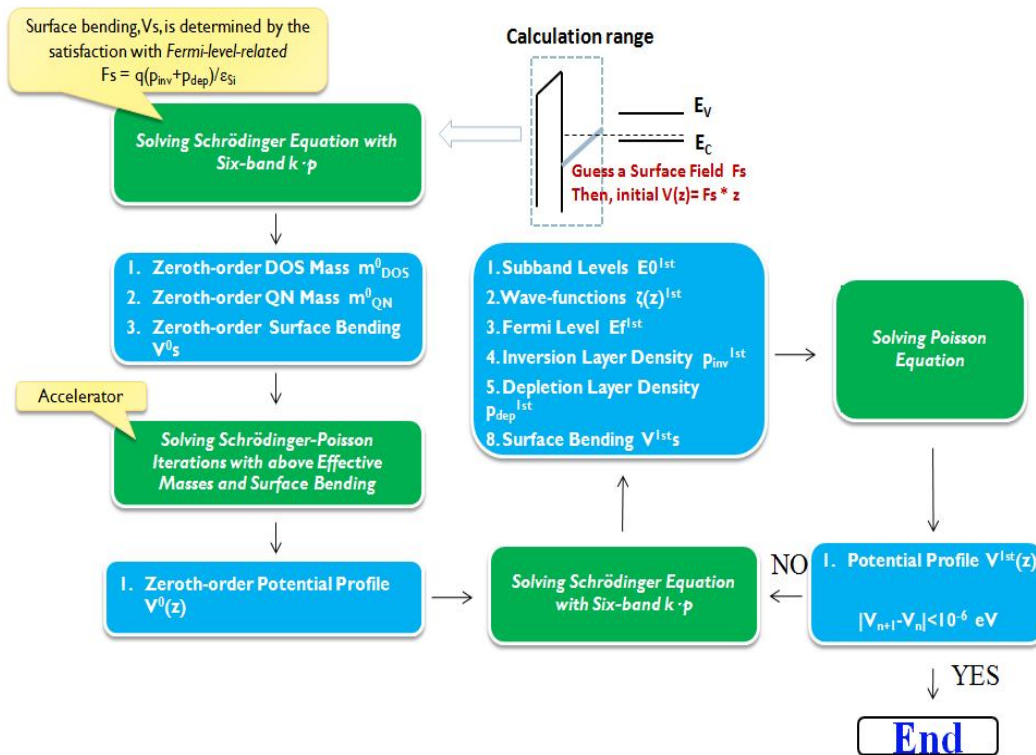 Surface bending,Vs, is determined by the
satisfaction with Fermi-level-related
Fs = q(pinv+pdep)/εSi
Solving Schrödinger Equation with
Six-band k·p
Calculation range
EV
EC
Guess a Surface Field Fs
Then, initial V(z)= Fs * z
1. Zeroth-order DOS Mass m0DOS
2. Zeroth-order QN Mass m0QN
3. Zeroth-order Surface Bending
V0s
Accelerator
Solving Schrödinger-Poisson
Iterations with above Effective
Masses and Surface Bending
1. Zeroth-order Potential Profile
V0(z)
Solving Schrödinger Equation
with Six-band k·p
1. Subband Levels E01st
2. Wave-functions ζ(z)1st
3. Fermi Level Ef1st
4. Inversion Layer Density pinv1st
5. Depletion Layer Density
pdep1st
8. Surface Bending V1sts
Solving Poisson
Equation
1. Potential Profile V1st(z)
|Vn+1-Vn|<10-6 eV
NO
YES
End